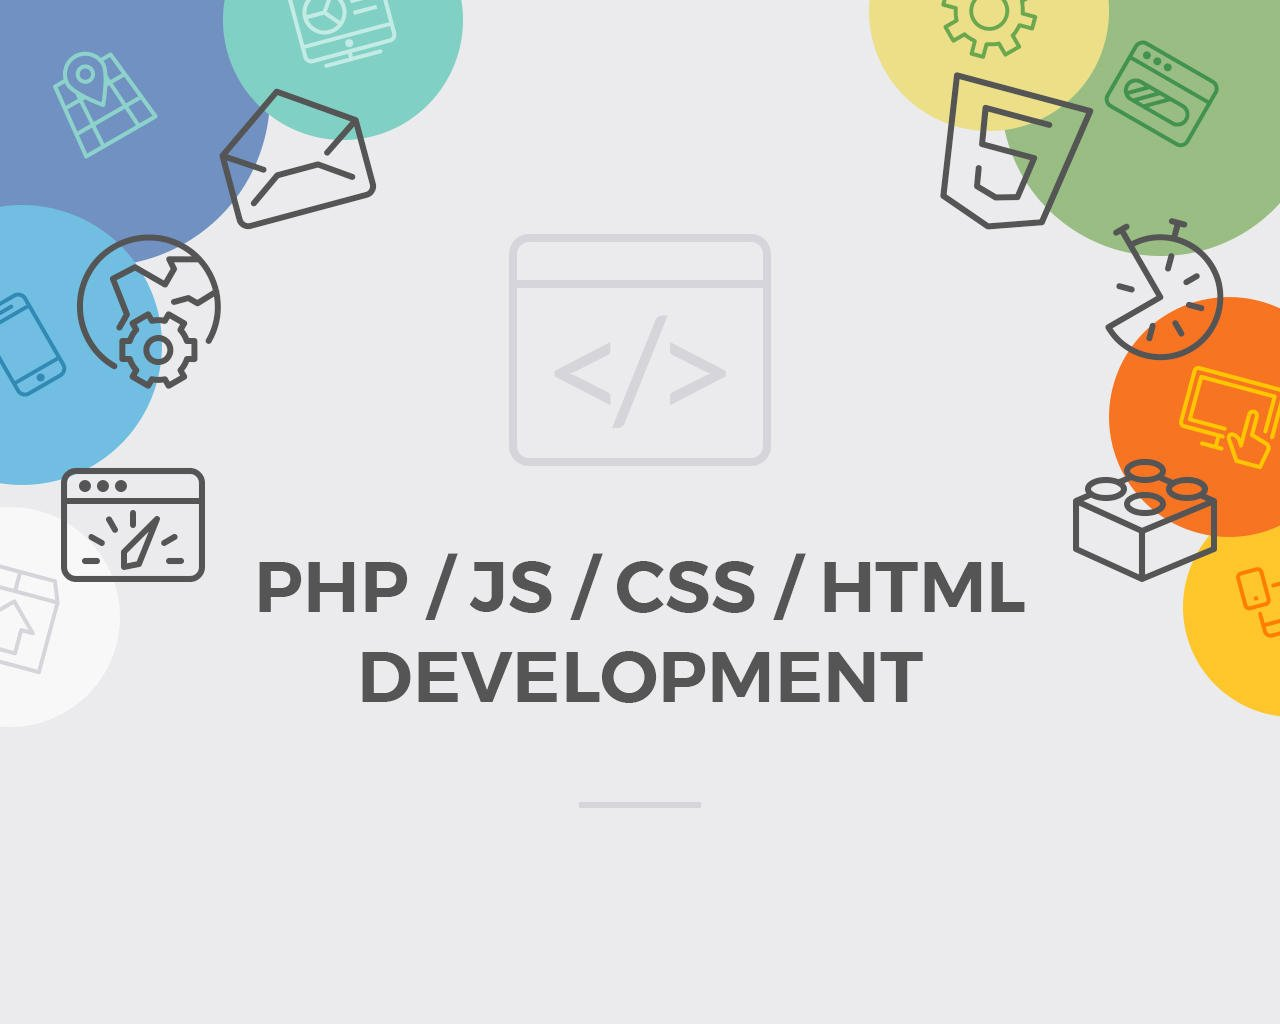 </>
PHP / JS / CSS / HTML
DEVELOPMENT